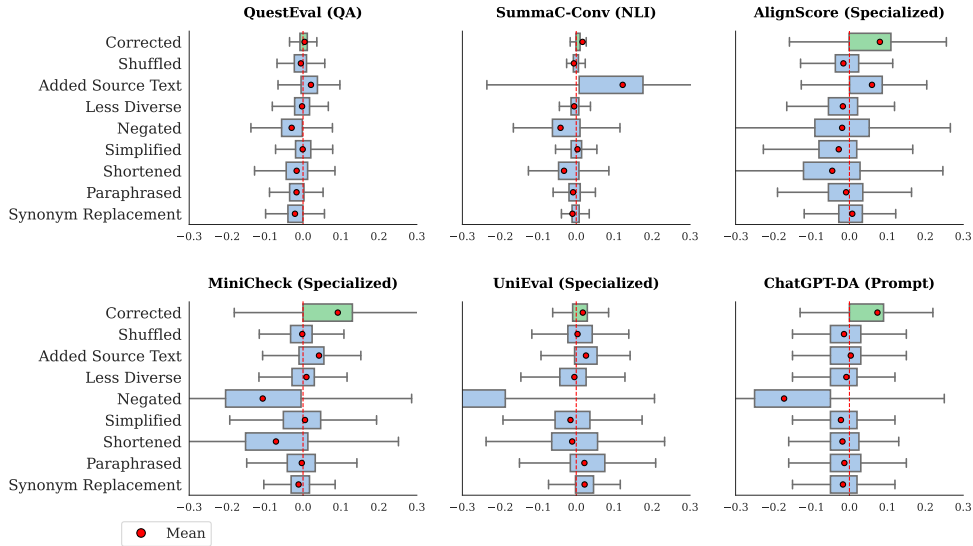 QuestEval (QA) SummaC-Conv (NLI) AlignScore (Specialized)
Corrected
Shuffled
Added Source Text
Less Diverse
Negated
Simplified
Shortened
Paraphrased
Synonym Replacement
−0.3 −0.2 −0.1 0.0 0.1 0.2 0.3 −0.3 −0.2 −0.1 0.0 0.1 0.2 0.3 −0.3 −0.2 −0.1 0.0 0.1 0.2 0.3
MiniCheck (Specialized) UniEval (Specialized) ChatGPT-DA (Prompt)
Corrected
Shuffled
Added Source Text
Less Diverse
Negated
Simplified
Shortened
Paraphrased
Synonym Replacement
−0.3 −0.2 −0.1 0.0 0.1 0.2 0.3 −0.3 −0.2 −0.1 0.0 0.1 0.2 0.3 −0.3 −0.2 −0.1 0.0 0.1 0.2 0.3
Mean